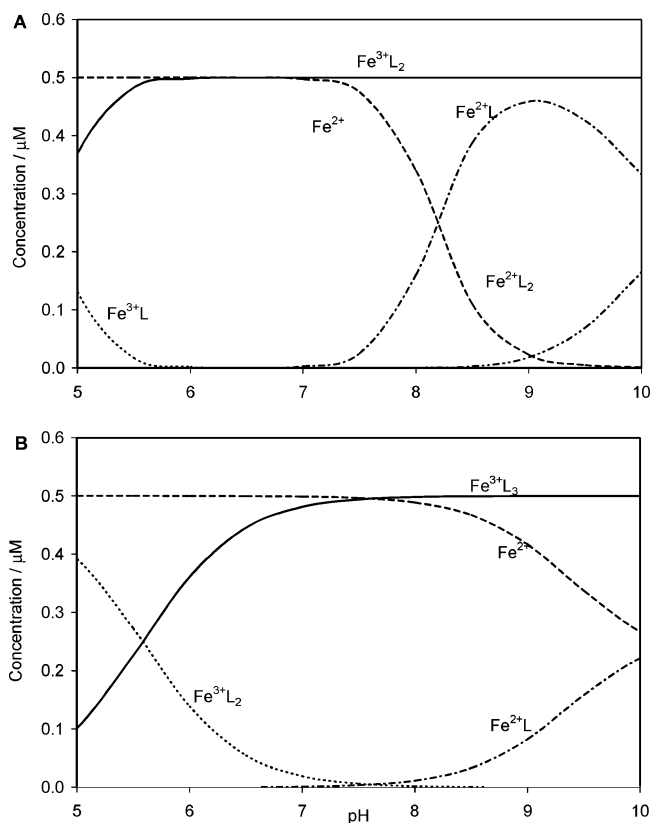 A
0.6
0.5
0.4
0.3
0.2
0.1
0.0
Concentration / μM
Fe³⁺L₂
Fe²⁺
Fe²⁺L
Fe²⁺L₂
Fe³⁺L
5 6 7 8 9 10
B
0.6
0.5
0.4
0.3
0.2
0.1
0.0
Concentration / μM
Fe³⁺L₃
Fe²⁺
Fe³⁺L₂
Fe²⁺L
5 6 7 8 9 10
pH